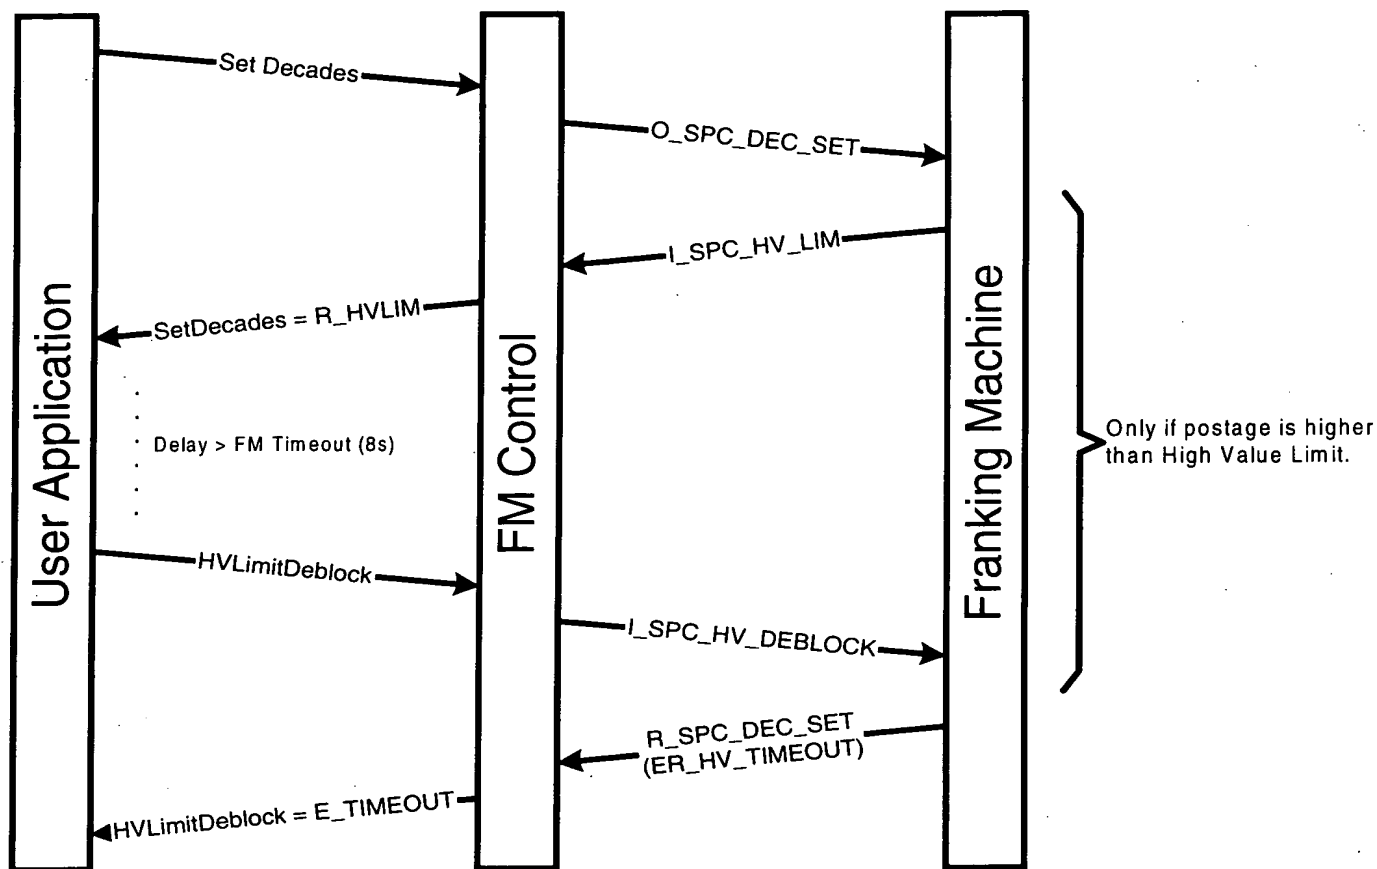 Set Decades
O_SPC_DEC_SET
I_SPC_HV_LIM
SetDecades = R_HVLIM
User Application
FM Control
Franking Machine
Delay > FM Timeout (8s)
Only if postage is higher
than High Value Limit.
HVLimitDeblock
I_SPC_HV_DEBLOCK
R_SPC_DEC_SET
(ER_HV_TIMEOUT)
HVLimitDeblock = E_TIMEOUT